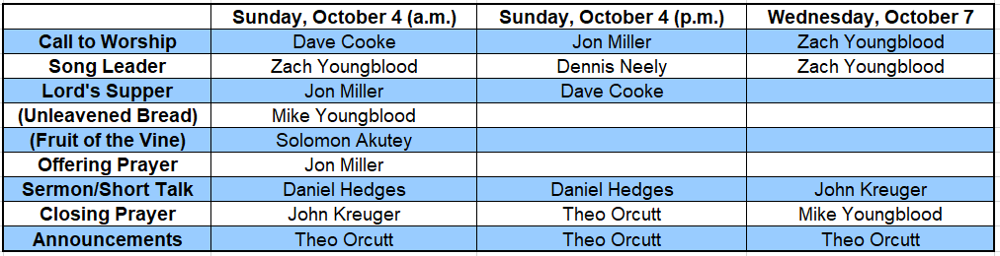 Sunday, October 4 (a.m.) Sunday, October 4 (p.m.) Wednesday, October 7
Call to Worship Dave Cooke Jon Miller Zach Youngblood
Song Leader Zach Youngblood Dennis Neely Zach Youngblood
Lord's Supper Jon Miller Dave Cooke
(Unleavened Bread) Mike Youngblood
(Fruit of the Vine) Solomon Akutey
Offering Prayer Jon Miller
Sermon/Short Talk Daniel Hedges Daniel Hedges John Kreuger
Closing Prayer John Kreuger Theo Orcutt Mike Youngblood
Announcements Theo Orcutt Theo Orcutt Theo Orcutt